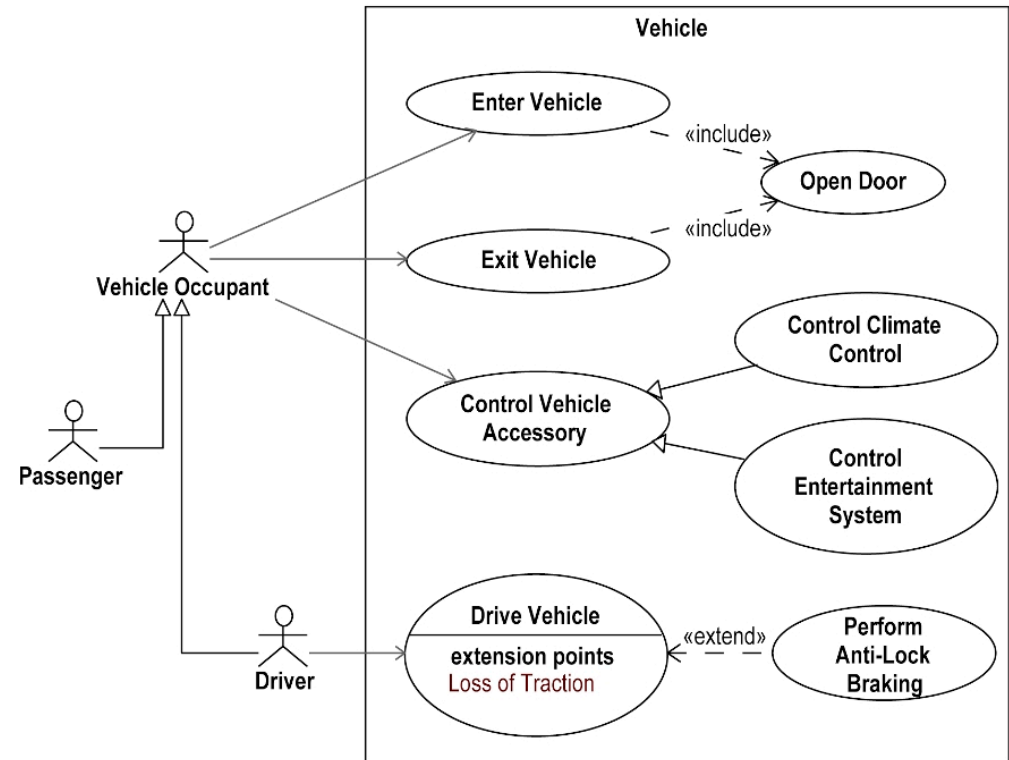 Vehicle
Enter Vehicle
«include»
Open Door
«include»
Exit Vehicle
Vehicle Occupant
Control Climate
Control
Control Vehicle
Accessory
Control
Entertainment
System
Passenger
Drive Vehicle
extension points
Loss of Traction
«extend»
Perform
Anti-Lock
Braking
Driver